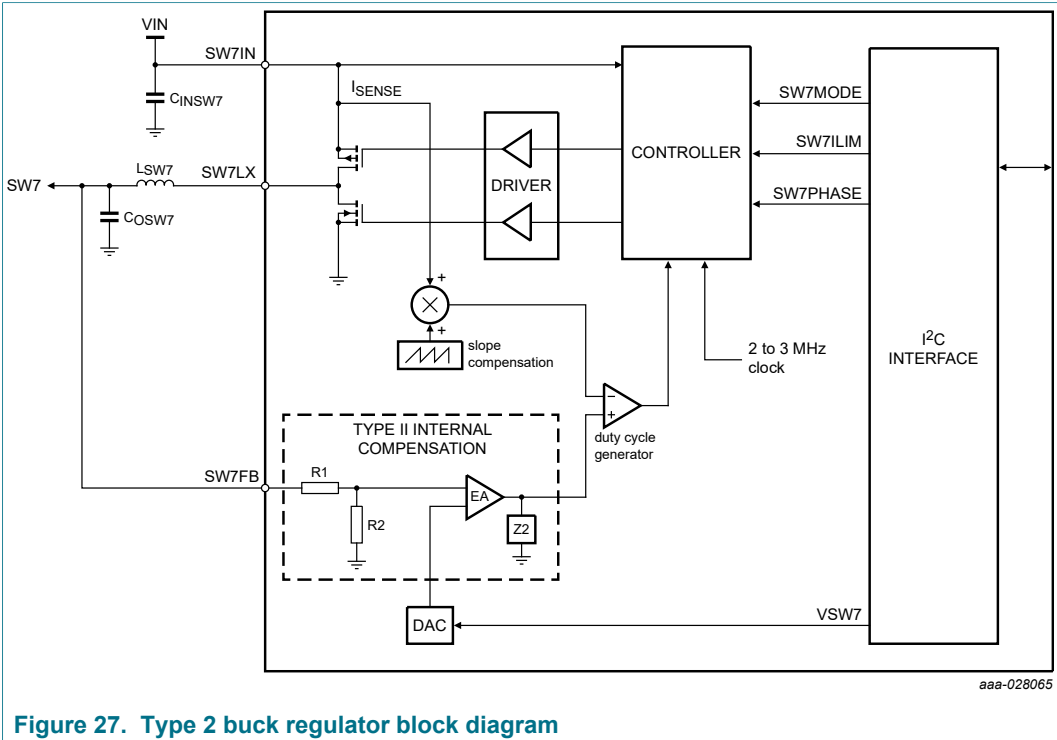 VIN
SW7IN
CINSW7
ISENSE
LSW7
SW7LX
SW7
COSW7
DRIVER
CONTROLLER
SW7MODE
SW7ILIM
SW7PHASE
I2C
INTERFACE
+
+
slope
compensation
2 to 3 MHz
clock
−
+
duty cycle
generator
TYPE II INTERNAL
COMPENSATION
SW7FB
R1
R2
EA
Z2
DAC
VSW7
aaa-028065
Figure 27. Type 2 buck regulator block diagram